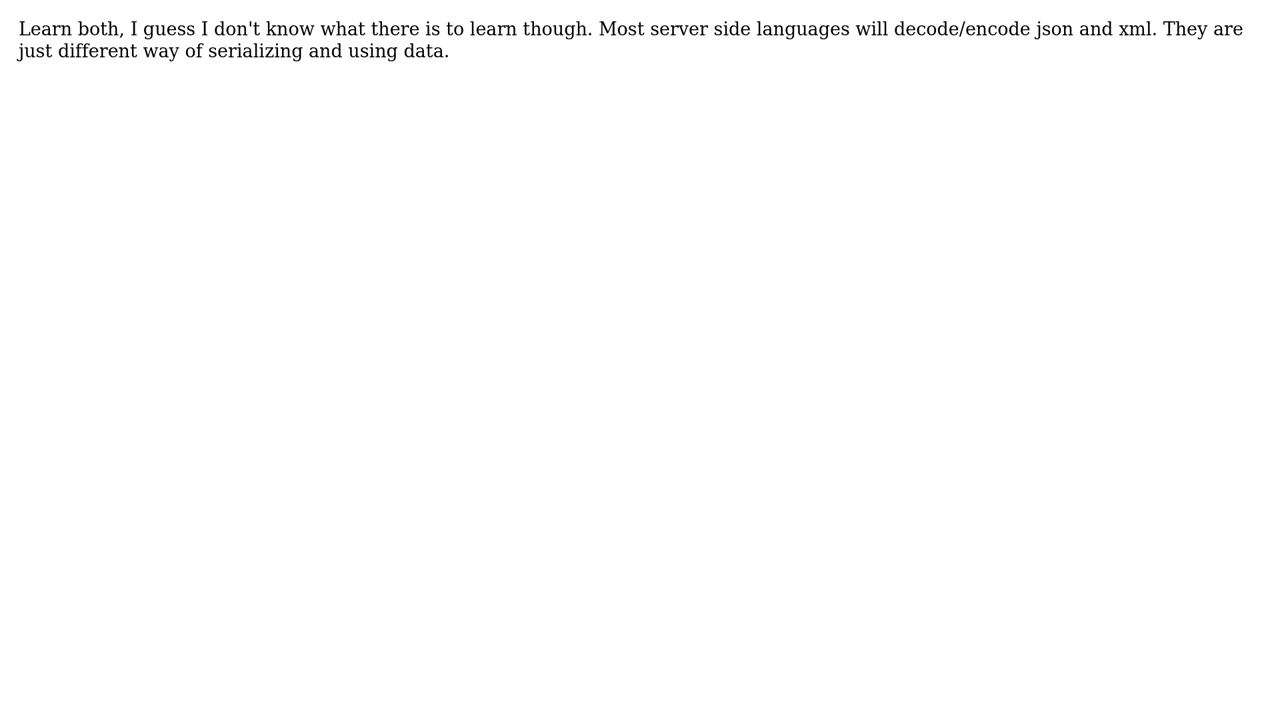 Learn both, I guess I don't know what there is to learn though. Most server side languages will decode/encode json and xml. They are
just different way of serializing and using data.